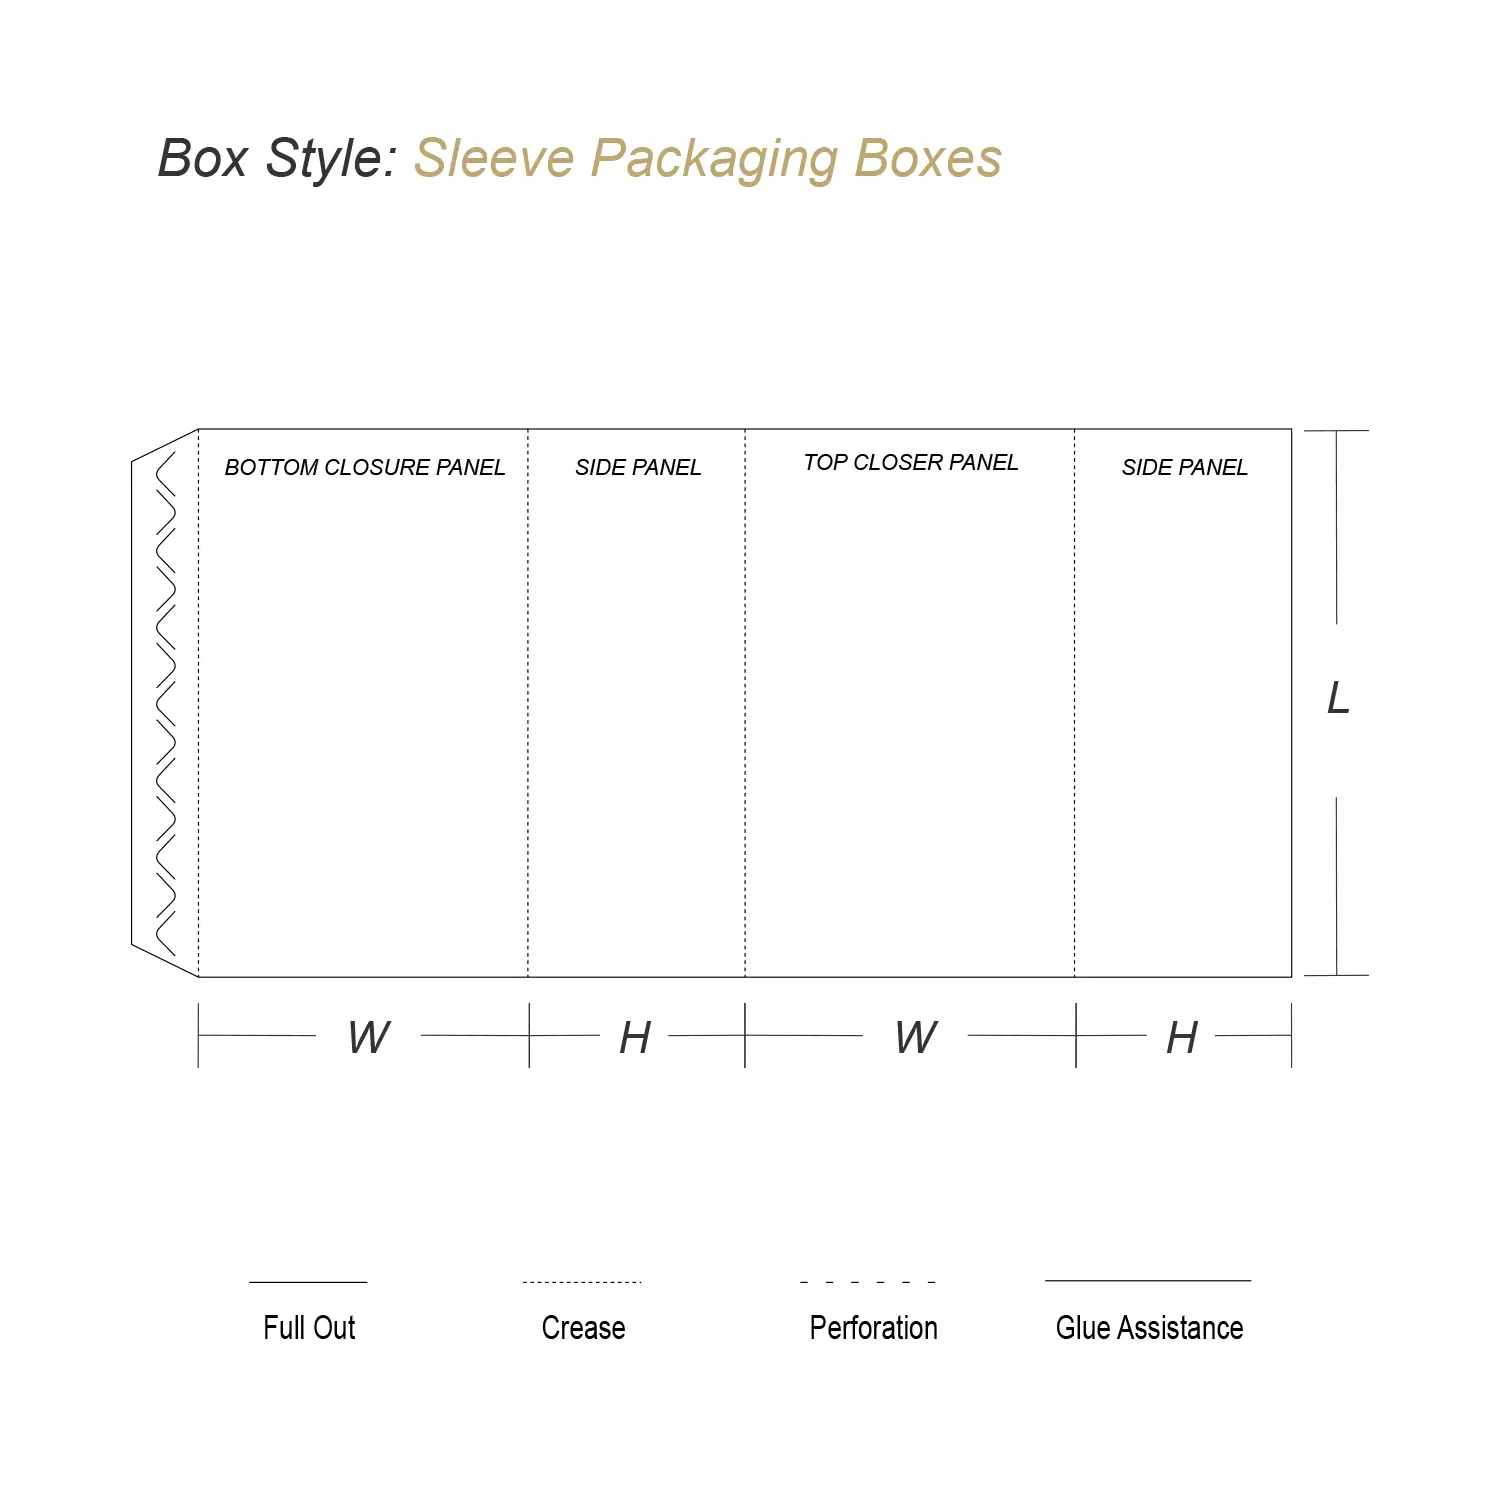 Box Style: Sleeve Packaging Boxes
BOTTOM CLOSURE PANEL
SIDE PANEL
TOP CLOSER PANEL
SIDE PANEL
L
W
H
W
H
Full Out
Crease
Perforation
Glue Assistance